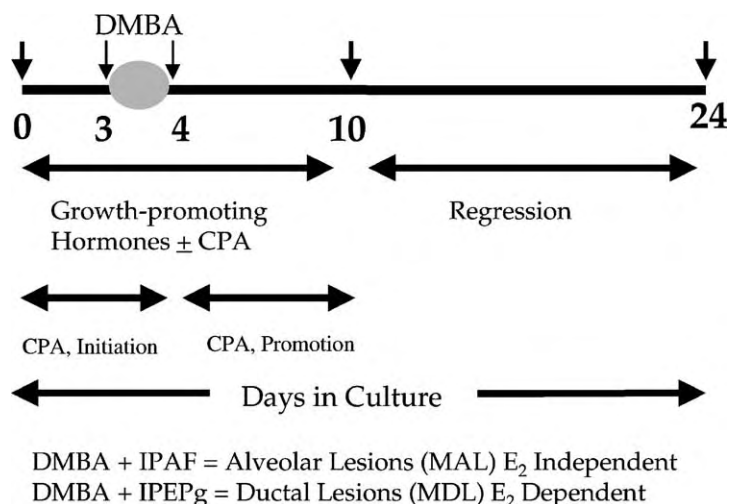 DMBA
0 3 4 10 24
Growth-promoting Regression
Hormones ± CPA
CPA, Initiation CPA, Promotion
Days in Culture
DMBA + IPAF = Alveolar Lesions (MAL) E₂ Independent
DMBA + IPEPg = Ductal Lesions (MDL) E₂ Dependent